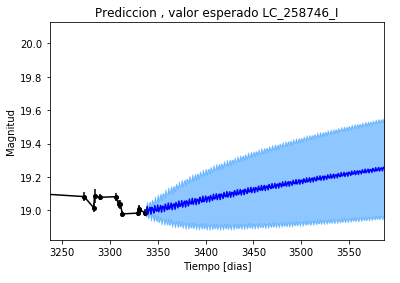 Prediccion , valor esperado LC_258746_I
Magnitud
20.0
19.8
19.6
19.4
19.2
19.0
3250 3300 3350 3400 3450 3500 3550
Tiempo [dias]